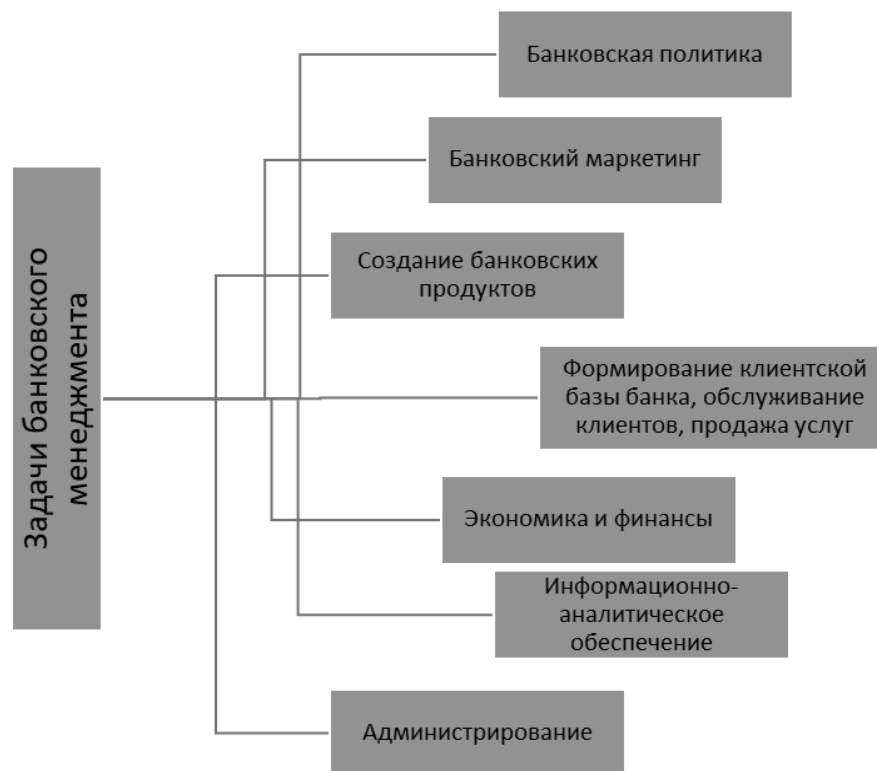 Задачи банковского
менеджмента
Банковская политика
Банковский маркетинг
Создание банковских
продуктов
Формирование клиентской
базы банка, обслуживание
клиентов, продажа услуг
Экономика и финансы
Информационно-
аналитическое
обеспечение
Администрирование